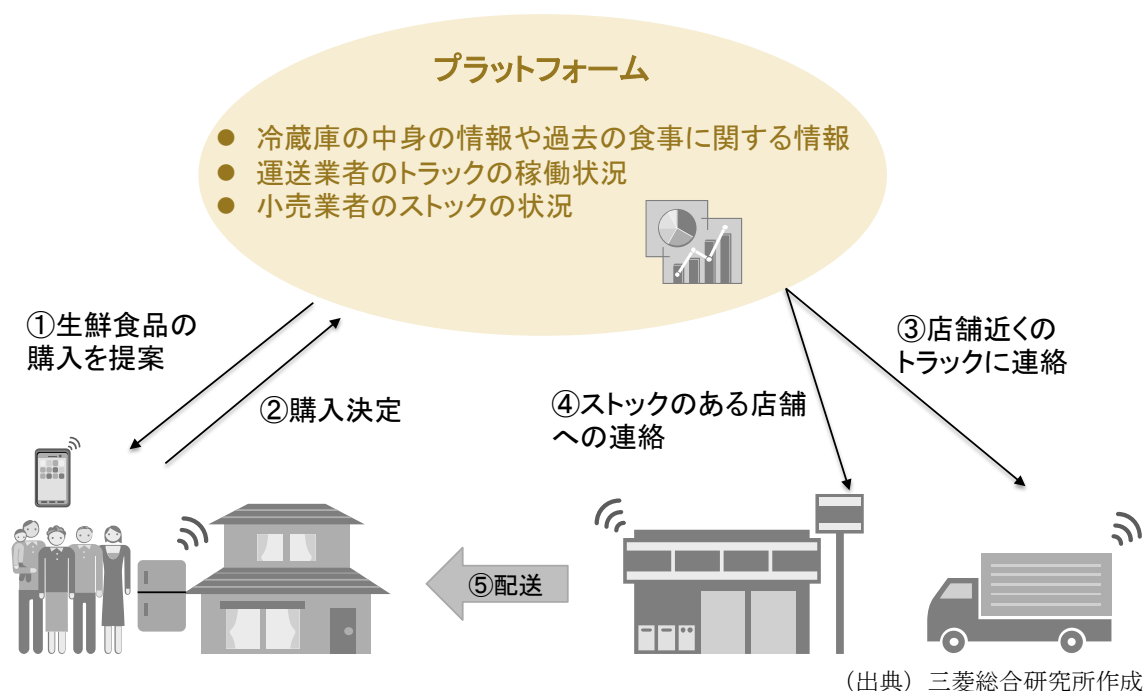 プラットフォーム
● 冷蔵庫の中身の情報や過去の食事に関する情報
● 運送業者のトラックの稼働状況
● 小売業者のストックの状況
①生鮮食品の
購入を提案
②購入決定
③店舗近くの
トラックに連絡
④ストックのある店舗
への連絡
⑤配送
（出典）三菱総合研究所作成